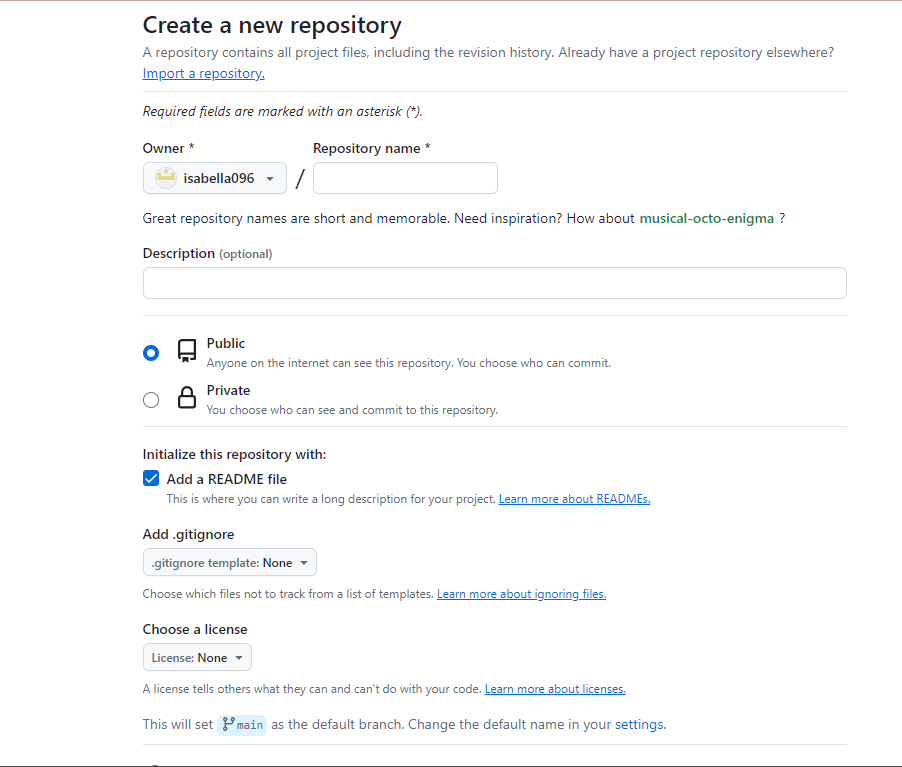 Create a new repository
A repository contains all project files, including the revision history. Already have a project repository elsewhere?
Import a repository.
Required fields are marked with an asterisk (*).
Owner * Repository name *
isabella096 /
Great repository names are short and memorable. Need inspiration? How about musical-octo-enigma ?
Description (optional)
Public
Anyone on the internet can see this repository. You choose who can commit.
Private
You choose who can see and commit to this repository.
Initialize this repository with:
Add a README file
This is where you can write a long description for your project. Learn more about READMEs.
Add .gitignore
.gitignore template: None
Choose which files not to track from a list of templates. Learn more about ignoring files.
Choose a license
License: None
A license tells others what they can and can't do with your code. Learn more about licenses.
This will set main as the default branch. Change the default name in your settings.